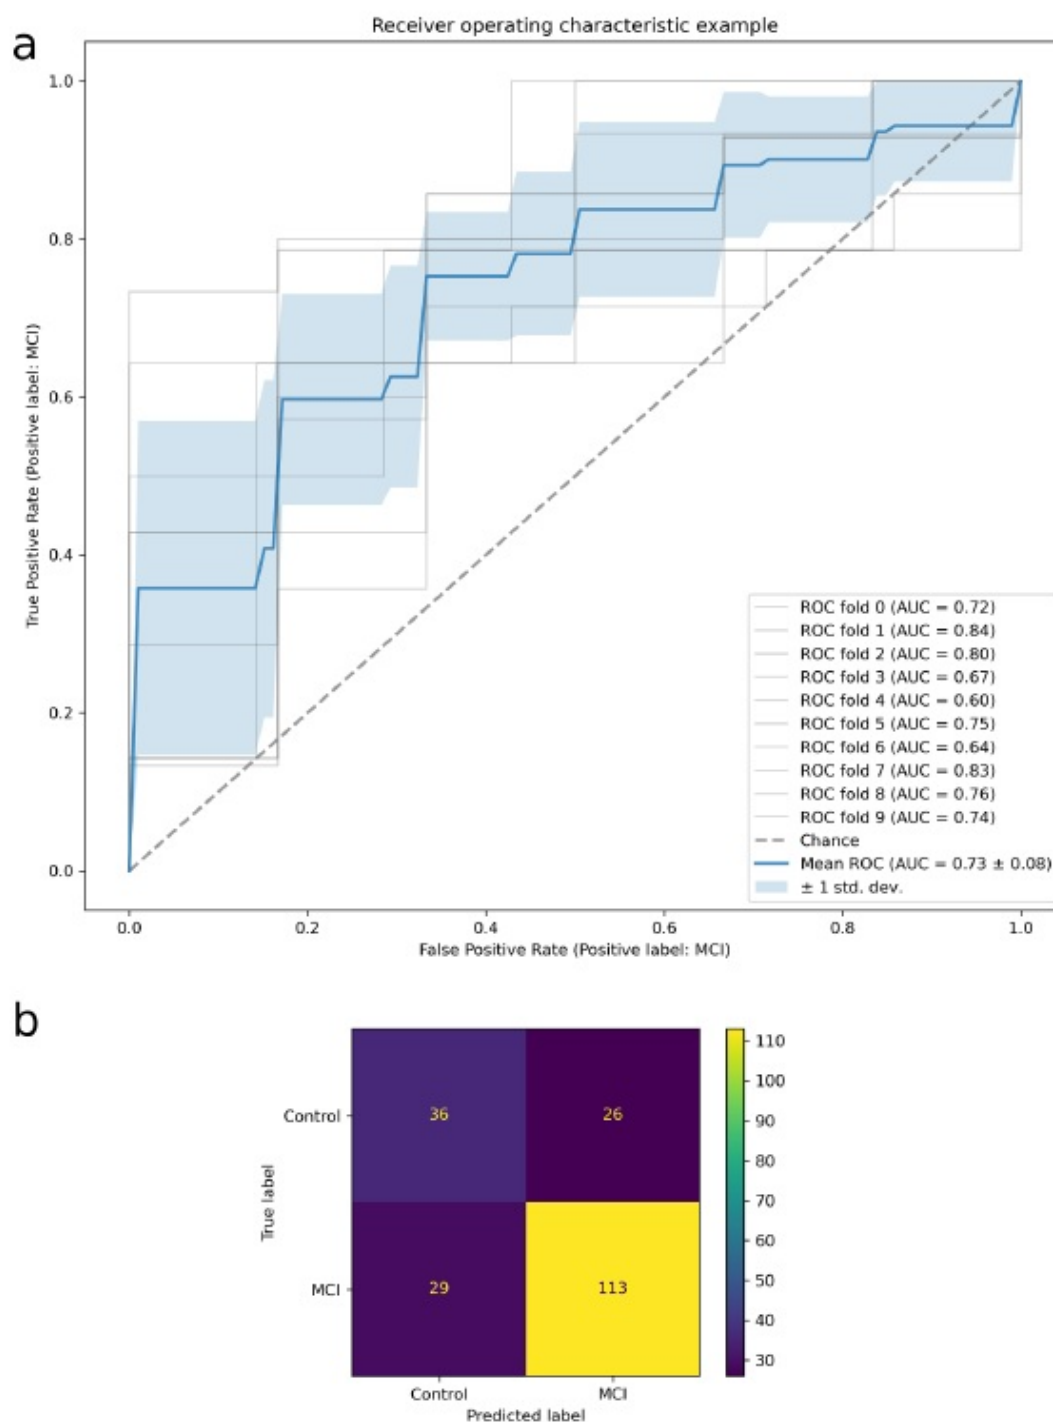 a
Receiver operating characteristic example
1.0
0.8
0.6
0.4
0.2
0.0
True Positive Rate (Positive label: MCI)
ROC fold 0 (AUC = 0.72)
ROC fold 1 (AUC = 0.84)
ROC fold 2 (AUC = 0.80)
ROC fold 3 (AUC = 0.67)
ROC fold 4 (AUC = 0.60)
ROC fold 5 (AUC = 0.75)
ROC fold 6 (AUC = 0.64)
ROC fold 7 (AUC = 0.83)
ROC fold 8 (AUC = 0.76)
ROC fold 9 (AUC = 0.74)
Chance
Mean ROC (AUC = 0.73 ± 0.08)
± 1 std. dev.
0.0 0.2 0.4 0.6 0.8 1.0
False Positive Rate (Positive label: MCI)
b
True label
Control 36 26
MCI 29 113
Control MCI
Predicted label
110
100
90
80
70
60
50
40
30